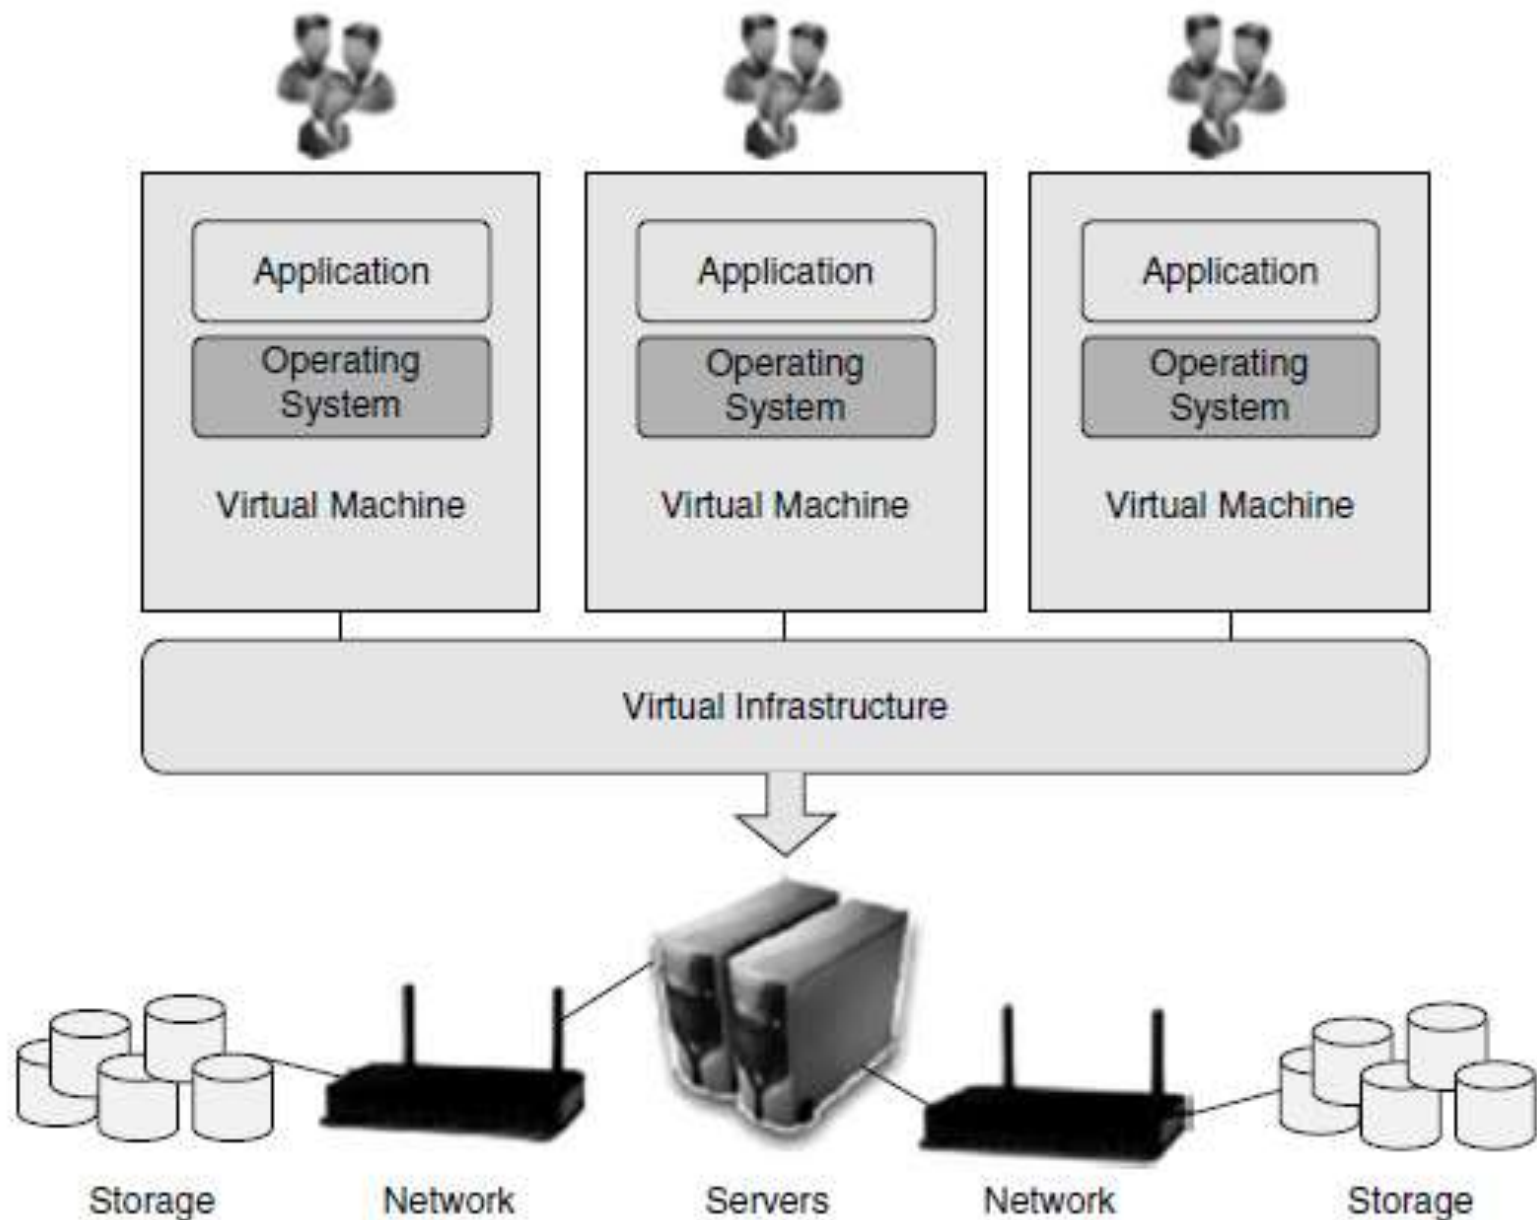 Application
Operating
System
Virtual Machine
Application
Operating
System
Virtual Machine
Application
Operating
System
Virtual Machine
Virtual Infrastructure
Storage
Network
Servers
Network
Storage